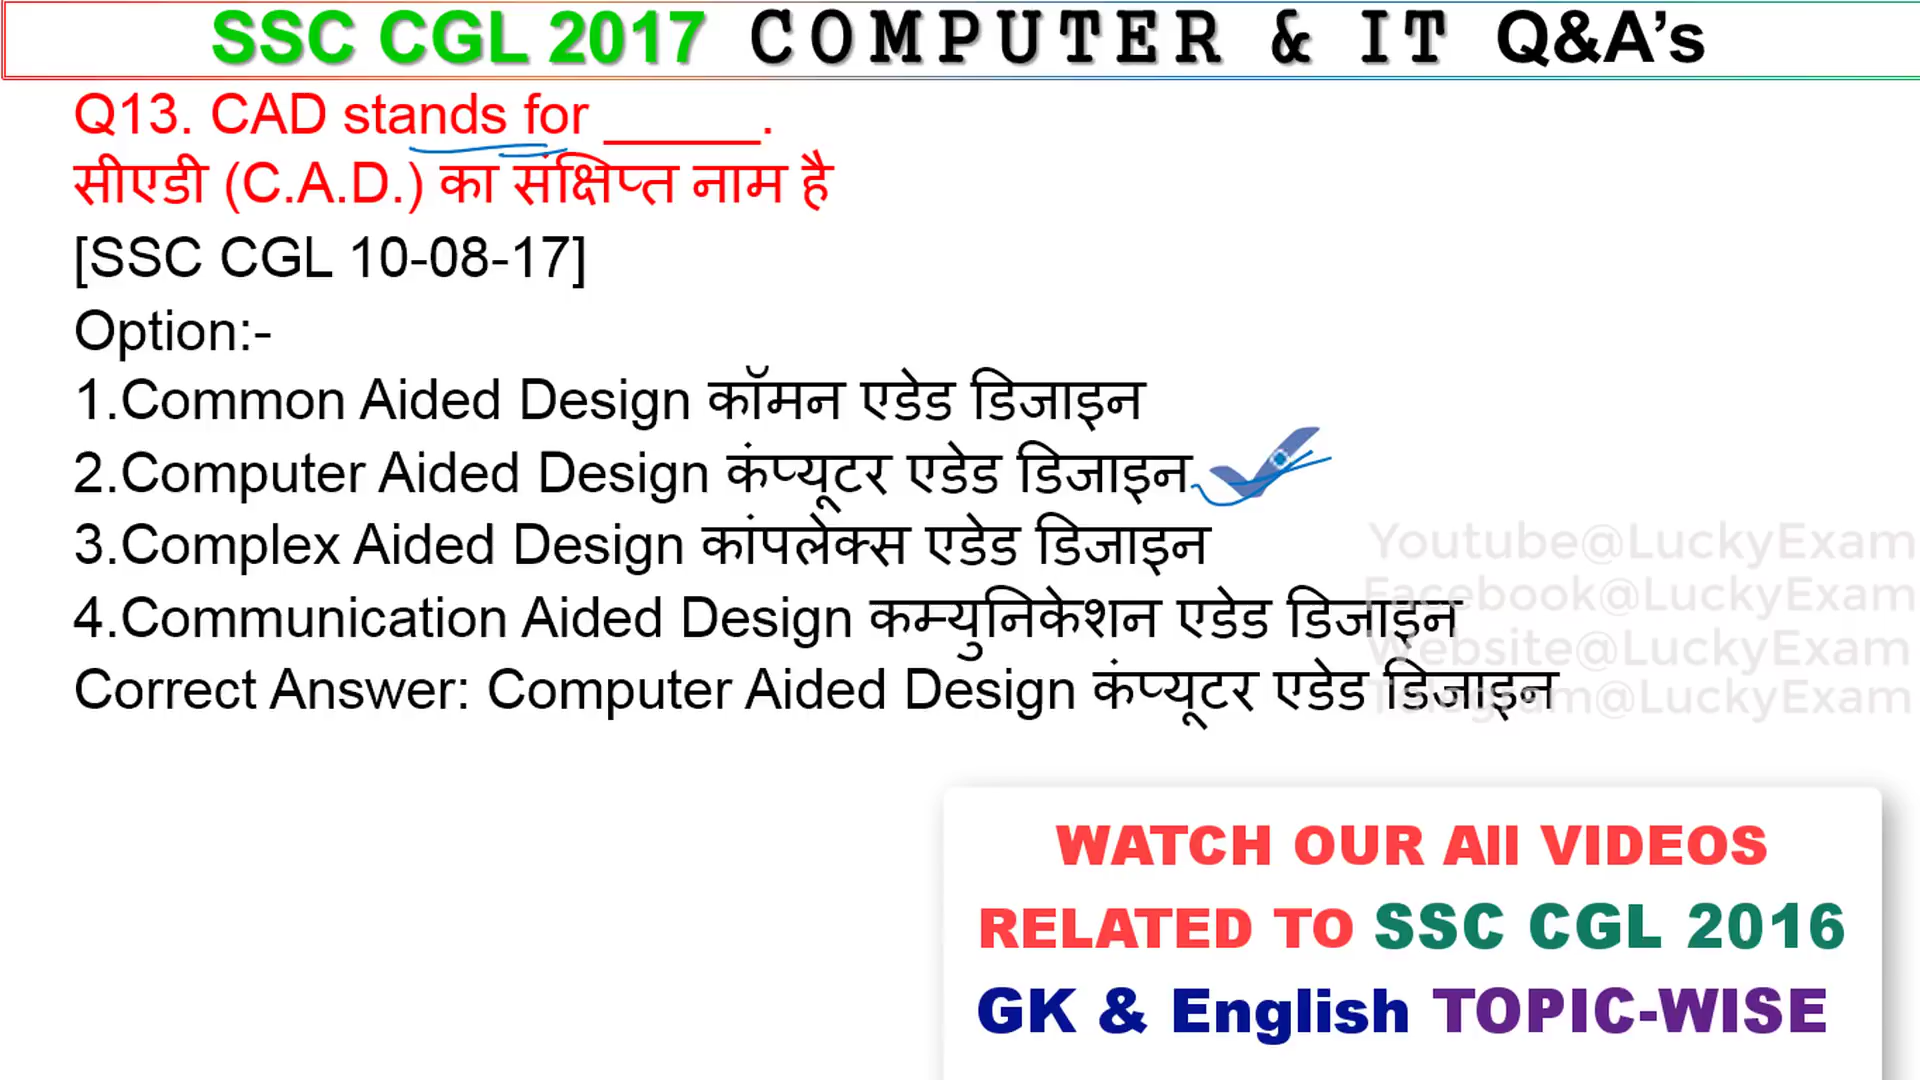 SSC CGL 2017 COMPUTER & IT Q&A’s
Q13. CAD stands for _____.
सीएडी (C.A.D.) का संक्षिप्त नाम है
[SSC CGL 10-08-17]
Option:-
1.Common Aided Design कॉमन एडेड डिजाइन
2.Computer Aided Design कंप्यूटर एडेड डिजाइन
3.Complex Aided Design कांपलेक्स एडेड डिजाइन
4.Communication Aided Design कम्युनिकेशन एडेड डिजाइन
Correct Answer: Computer Aided Design कंप्यूटर एडेड डिजाइन
Youtube@LuckyExam
Facebook@LuckyExam
Website@LuckyExam
Telegram@LuckyExam
WATCH OUR All VIDEOS
RELATED TO SSC CGL 2016
GK & English TOPIC-WISE